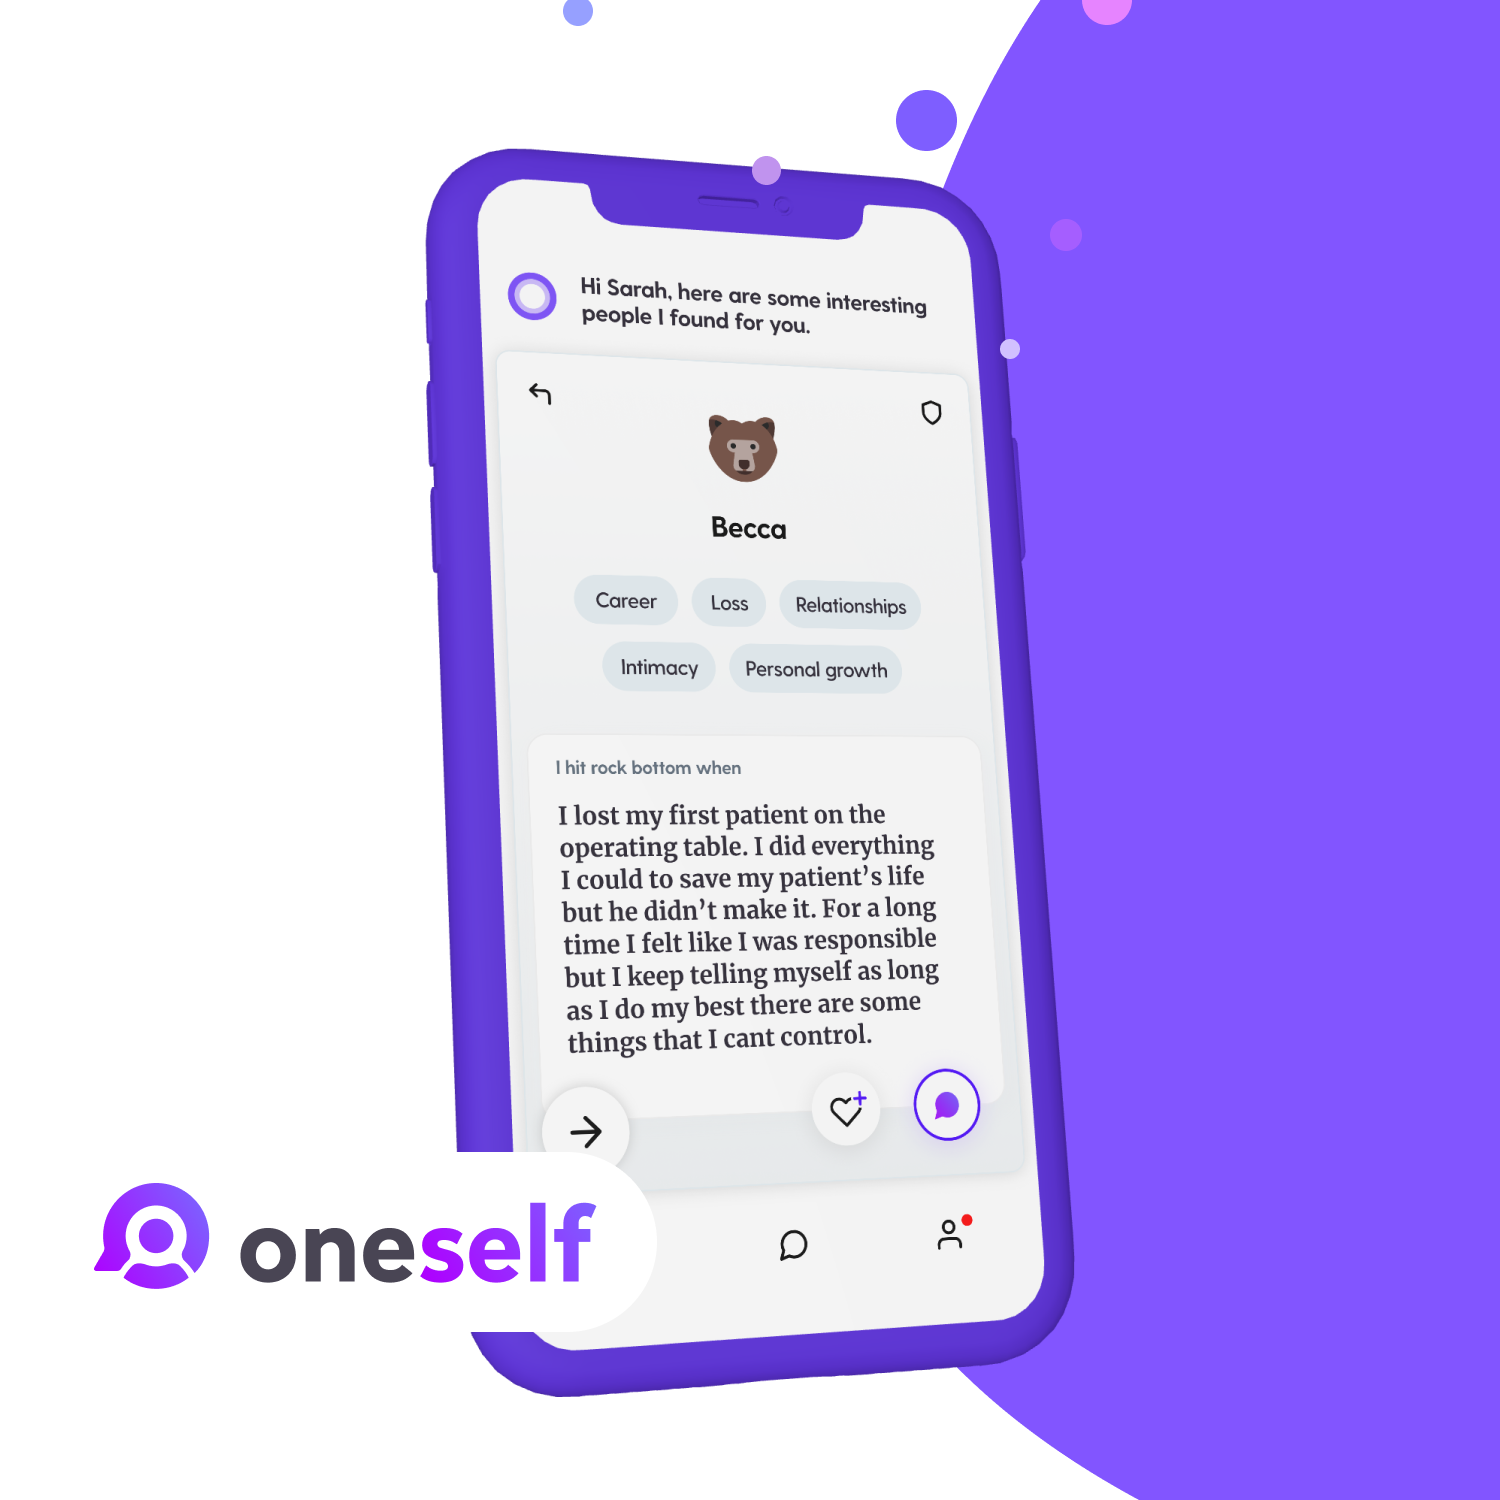 Hi Sarah, here are some interesting
people I found for you.
Becca
Career
Loss
Relationships
Intimacy
Personal growth
I hit rock bottom when
I lost my first patient on the
operating table. I did everything
I could to save my patient’s life
but he didn’t make it. For a long
time I felt like I was responsible
but I keep telling myself as long
as I do my best there are some
things that I cant control.
oneself